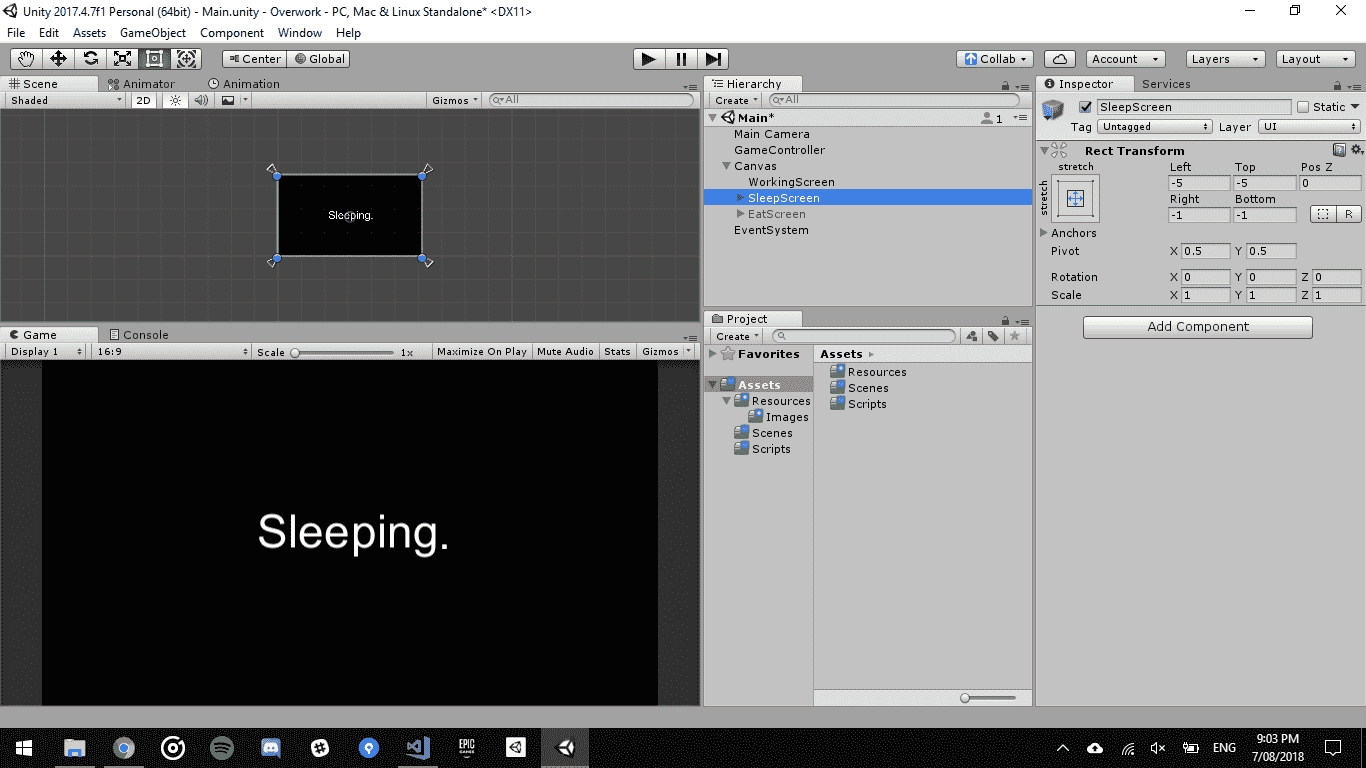 Unity 2017.4.7f1 Personal (64bit) - Main.unity - Overwork - PC, Mac & Linux Standalone* <DX11>
File Edit Assets GameObject Component Window Help
Center Global Collab Account Layers Layout
Scene Animator Animation
Shaded 2D Gizmos All
Sleeping.
Game Console
Display 1 16:9 Scale 1x Maximize On Play Mute Audio Stats Gizmos
Sleeping.
Hierarchy
Create All
Main* 1
Main Camera
GameController
Canvas
WorkingScreen
SleepScreen
EatScreen
EventSystem
Project
Create
Favorites
Assets
Resources
Images
Scenes
Scripts
Assets
Resources
Scenes
Scripts
Inspector Services
SleepScreen Static
Tag Untagged Layer UI
Rect Transform
stretch Left Top Pos Z
stretch -5 -5 0
Right Bottom
-1 -1 R
Anchors
Pivot X 0.5 Y 0.5
Rotation X 0 Y 0 Z 0
Scale X 1 Y 1 Z 1
Add Component
EPIC
GAMES
ENG
9:03 PM
7/08/2018